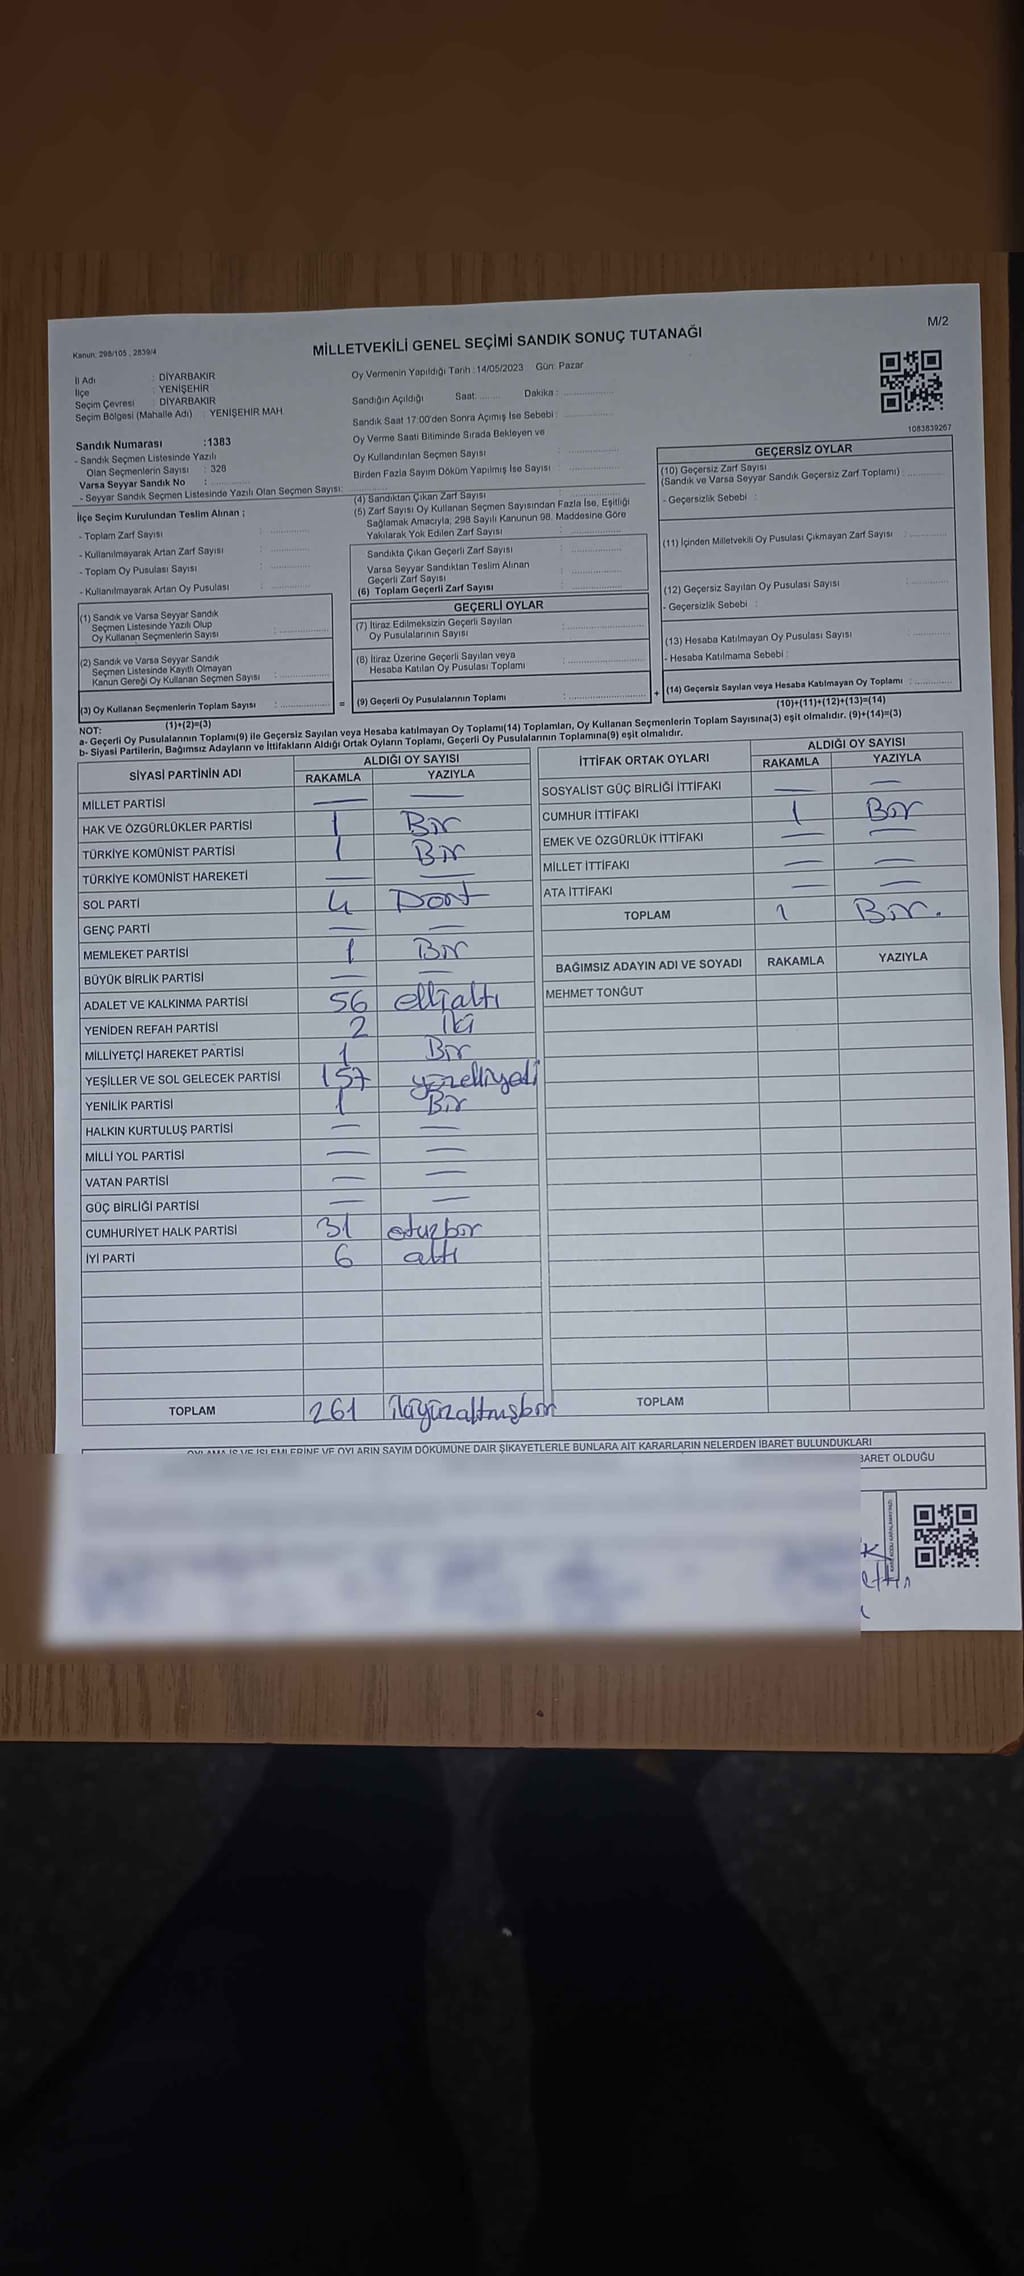 M/2
Kanun: 298/105 , 2839/4
MİLLETVEKİLİ GENEL SEÇİMİ SANDIK SONUÇ TUTANAĞI
İl Adı : DİYARBAKIR
İlçe : YENİŞEHİR
Seçim Çevresi : DİYARBAKIR
Seçim Bölgesi (Mahalle Adı) : YENİŞEHİR MAH.
Oy Vermenin Yapıldığı Tarih : 14/05/2023 Gün: Pazar
Sandığın Açıldığı Saat: ........ Dakika : ................
Sandık Saat 17:00'den Sonra Açımış İse Sebebi : ................
Oy Verme Saati Bitiminde Sırada Bekleyen ve
Oy Kullandırılan Seçmen Sayısı : ................
Birden Fazla Sayım Döküm Yapılmış İse Sayısı : ................
1083839267
Sandık Numarası :1383
- Sandık Seçmen Listesinde Yazılı
Olan Seçmenlerin Sayısı : 328
Varsa Seyyar Sandık No : ................
- Seyyar Sandık Seçmen Listesinde Yazılı Olan Seçmen Sayısı: ................
İlçe Seçim Kurulundan Teslim Alınan ;
- Toplam Zarf Sayısı : ................
- Kullanılmayarak Artan Zarf Sayısı : ................
- Toplam Oy Pusulası Sayısı : ................
- Kullanılmayarak Artan Oy Pusulası : ................
(1) Sandık ve Varsa Seyyar Sandık
Seçmen Listesinde Yazılı Olup
Oy Kullanan Seçmenlerin Sayısı : ................
(2) Sandık ve Varsa Seyyar Sandık
Seçmen Listesinde Kayıtlı Olmayan
Kanun Gereği Oy Kullanan Seçmen Sayısı : ................
(3) Oy Kullanan Seçmenlerin Toplam Sayısı : ................
(1)+(2)=(3)
(4) Sandıktan Çıkan Zarf Sayısı : ................
(5) Zarf Sayısı Oy Kullanan Seçmen Sayısından Fazla İse, Eşitliği
Sağlamak Amacıyla, 298 Sayılı Kanunun 98. Maddesine Göre
Yakılarak Yok Edilen Zarf Sayısı : ................
Sandıkta Çıkan Geçerli Zarf Sayısı : ................
Varsa Seyyar Sandıktan Teslim Alınan
Geçerli Zarf Sayısı : ................
(6) Toplam Geçerli Zarf Sayısı : ................
GEÇERLİ OYLAR
(7) İtiraz Edilmeksizin Geçerli Sayılan
Oy Pusulalarının Sayısı : ................
(8) İtiraz Üzerine Geçerli Sayılan veya
Hesaba Katılan Oy Pusulası Toplamı : ................
= (9) Geçerli Oy Pusulalarının Toplamı : ................ +
GEÇERSİZ OYLAR
(10) Geçersiz Zarf Sayısı
(Sandık ve Varsa Seyyar Sandık Geçersiz Zarf Toplamı) : ................
- Geçersizlik Sebebi :
(11) İçinden Milletvekili Oy Pusulası Çıkmayan Zarf Sayısı : ................
(12) Geçersiz Sayılan Oy Pusulası Sayısı : ................
- Geçersizlik Sebebi :
(13) Hesaba Katılmayan Oy Pusulası Sayısı : ................
- Hesaba Katılmama Sebebi :
(14) Geçersiz Sayılan veya Hesaba Katılmayan Oy Toplamı : ................
(10)+(11)+(12)+(13)=(14)
NOT:
a- Geçerli Oy Pusulalarının Toplamı(9) ile Geçersiz Sayılan veya Hesaba katılmayan Oy Toplamı(14) Toplamları, Oy Kullanan Seçmenlerin Toplam Sayısına(3) eşit olmalıdır. (9)+(14)=(3)
b- Siyasi Partilerin, Bağımsız Adayların ve İttifakların Aldığı Ortak Oyların Toplamı, Geçerli Oy Pusulalarının Toplamına(9) eşit olmalıdır.
SİYASİ PARTİNİN ADI ALDIĞI OY SAYISI
RAKAMLA YAZIYLA
MİLLET PARTİSİ — —
HAK VE ÖZGÜRLÜKLER PARTİSİ 1 Bir
TÜRKİYE KOMÜNİST PARTİSİ 1 Bir
TÜRKİYE KOMÜNİST HAREKETİ — —
SOL PARTİ 4 Dört
GENÇ PARTİ — —
MEMLEKET PARTİSİ 1 Bir
BÜYÜK BİRLİK PARTİSİ — —
ADALET VE KALKINMA PARTİSİ 56 elliałtı
YENİDEN REFAH PARTİSİ 2 iki
MİLLİYETÇİ HAREKET PARTİSİ 1 Bir
YEŞİLLER VE SOL GELECEK PARTİSİ 157 yüzelliyedi
YENİLİK PARTİSİ 1 Bir
HALKIN KURTULUŞ PARTİSİ — —
MİLLİ YOL PARTİSİ — —
VATAN PARTİSİ — —
GÜÇ BİRLİĞİ PARTİSİ — —
CUMHURİYET HALK PARTİSİ 31 otuzbir
İYİ PARTİ 6 altı
TOPLAM 261 ikiyüzaltmışbir
İTTİFAK ORTAK OYLARI ALDIĞI OY SAYISI
RAKAMLA YAZIYLA
SOSYALİST GÜÇ BİRLİĞİ İTTİFAKI — —
CUMHUR İTTİFAKI 1 Bir
EMEK VE ÖZGÜRLÜK İTTİFAKI — —
MİLLET İTTİFAKI — —
ATA İTTİFAKI — —
TOPLAM 1 Bir.
BAĞIMSIZ ADAYIN ADI VE SOYADI RAKAMLA YAZIYLA
MEHMET TONĞUT
TOPLAM
OYLAMA İŞ VE İŞLEMLERİNE VE OYLARIN SAYIM DÖKÜMÜNE DAİR ŞİKAYETLERLE BUNLARA AİT KARARLARIN NELERDEN İBARET BULUNDUKLARI
BARET OLDUĞU